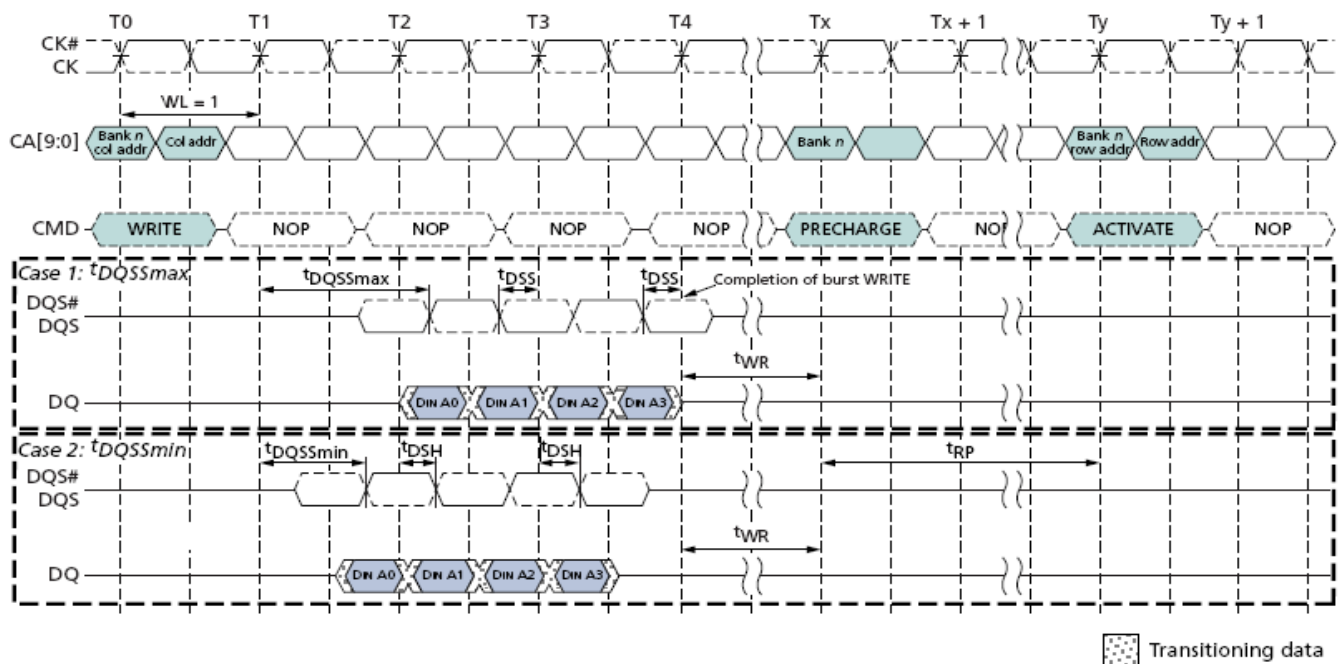 T0 T1 T2 T3 T4 Tx Tx + 1 Ty Ty + 1
CK#
CK
WL = 1
CA[9:0] Bank n col addr Col addr Bank n Bank n row addr Row addr
CMD WRITE NOP NOP NOP NOP PRECHARGE NOP ACTIVATE NOP
Case 1: tDQSSmax
tDQSSmax tDSS tDSS Completion of burst WRITE
DQS#
DQS
tWR
DQ DIN A0 DIN A1 DIN A2 DIN A3
Case 2: tDQSSmin
tDQSSmin tDSH tDSH tRP
DQS#
DQS
tWR
DQ DIN A0 DIN A1 DIN A2 DIN A3
Transitioning data